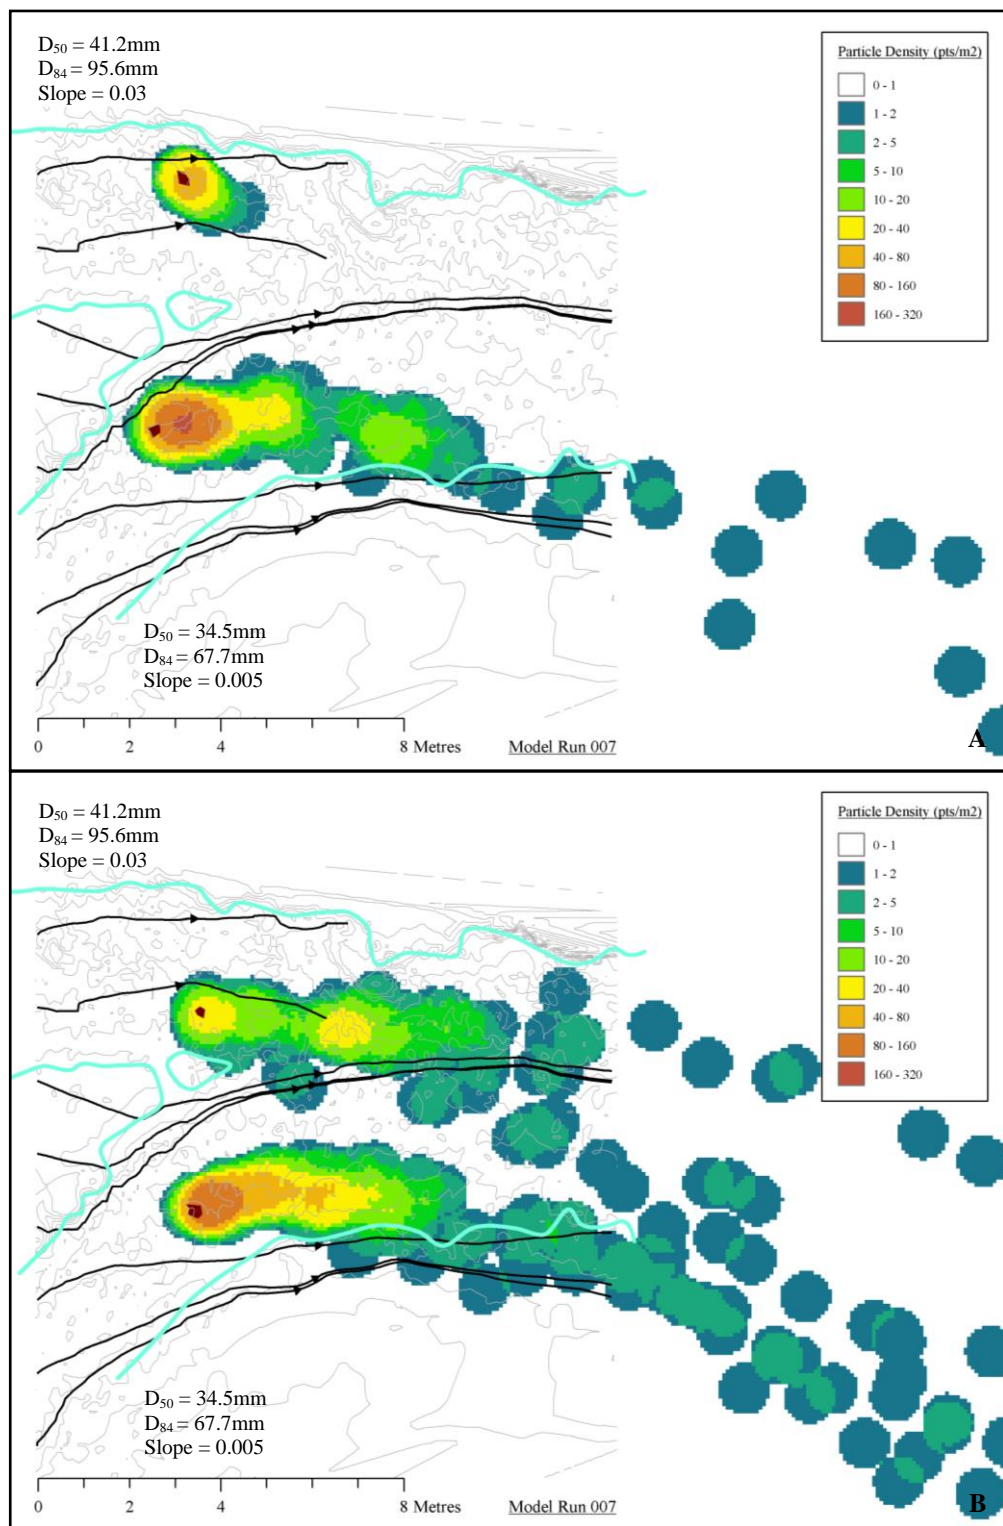 D₅₀ = 41.2mm
D₈₄ = 95.6mm
Slope = 0.03
Particle Density (pts/m2)
0 - 1
1 - 2
2 - 5
5 - 10
10 - 20
20 - 40
40 - 80
80 - 160
160 - 320
D₅₀ = 34.5mm
D₈₄ = 67.7mm
Slope = 0.005
0 2 4 8 Metres Model Run 007
A
D₅₀ = 41.2mm
D₈₄ = 95.6mm
Slope = 0.03
Particle Density (pts/m2)
0 - 1
1 - 2
2 - 5
5 - 10
10 - 20
20 - 40
40 - 80
80 - 160
160 - 320
D₅₀ = 34.5mm
D₈₄ = 67.7mm
Slope = 0.005
0 2 4 8 Metres Model Run 007
B